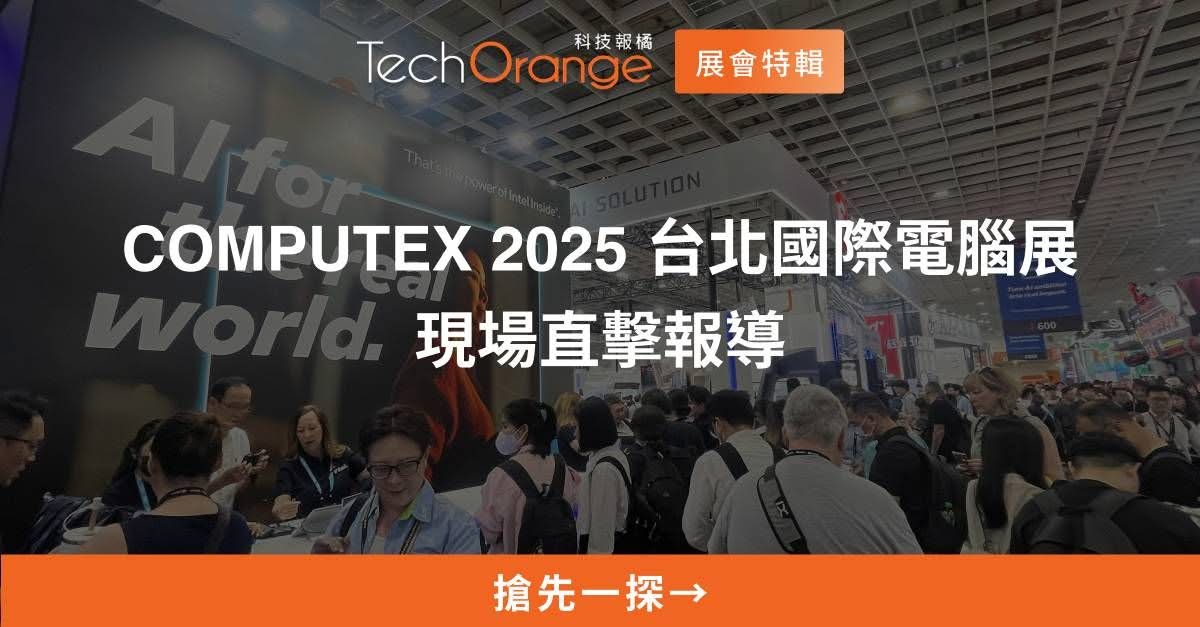 科技報橘
TechOrange
展會特輯
AI for
the real
world.
That's the power of Intel Inside®.
AI SOLUTION
COMPUTEX 2025 台北國際電腦展
現場直擊報導
600
搶先一探→